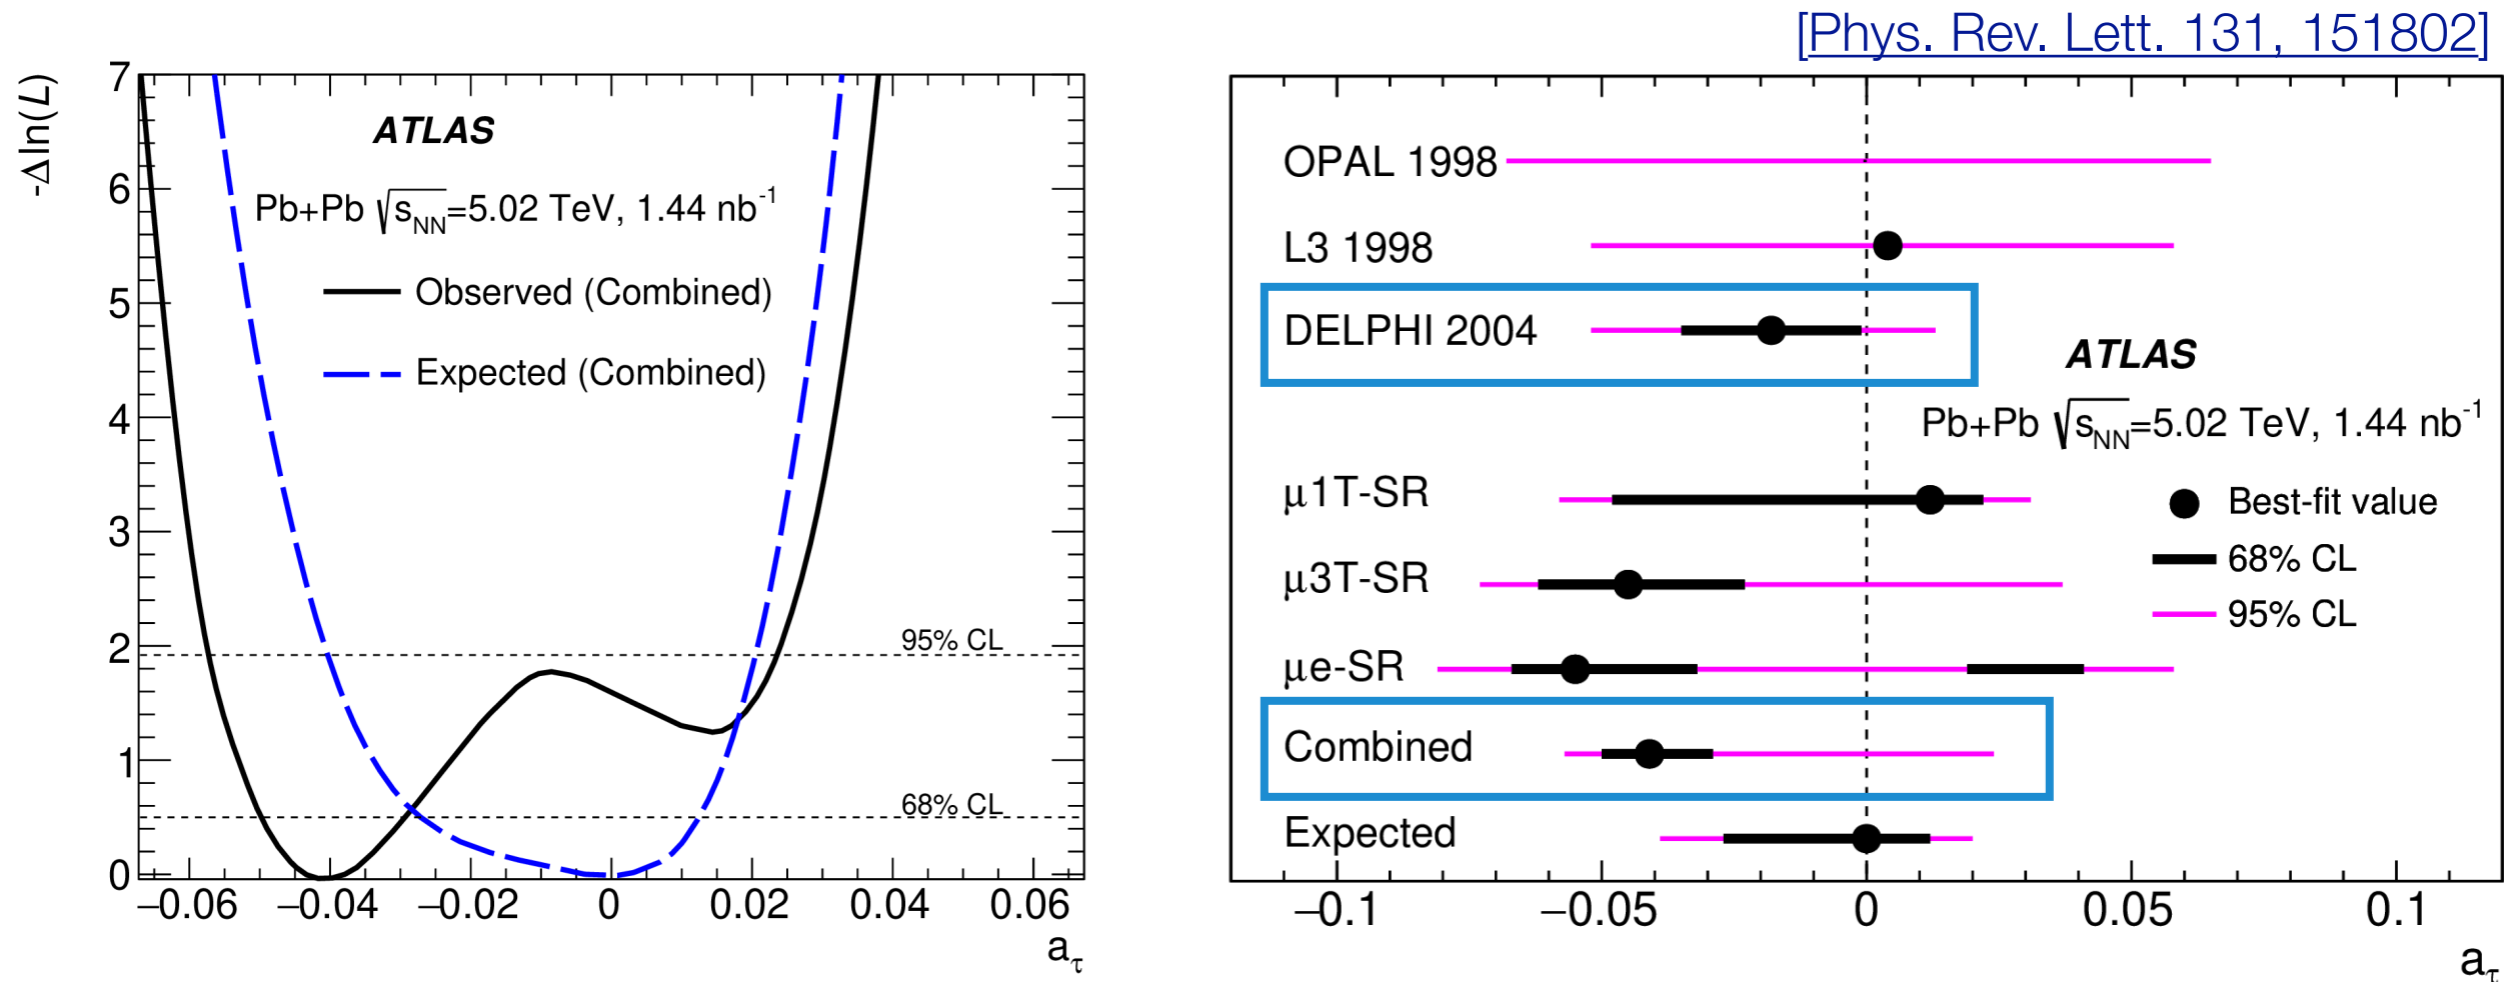 [Phys. Rev. Lett. 131, 151802]
-Δln(L)
7
6
5
4
3
2
1
0
ATLAS
Pb+Pb √s_NN=5.02 TeV, 1.44 nb⁻¹
Observed (Combined)
Expected (Combined)
95% CL
68% CL
−0.06 −0.04 −0.02 0 0.02 0.04 0.06
a_τ
OPAL 1998
L3 1998
DELPHI 2004
ATLAS
Pb+Pb √s_NN=5.02 TeV, 1.44 nb⁻¹
μ1T-SR
μ3T-SR
μe-SR
Combined
Expected
Best-fit value
68% CL
95% CL
−0.1 −0.05 0 0.05 0.1
a_τ